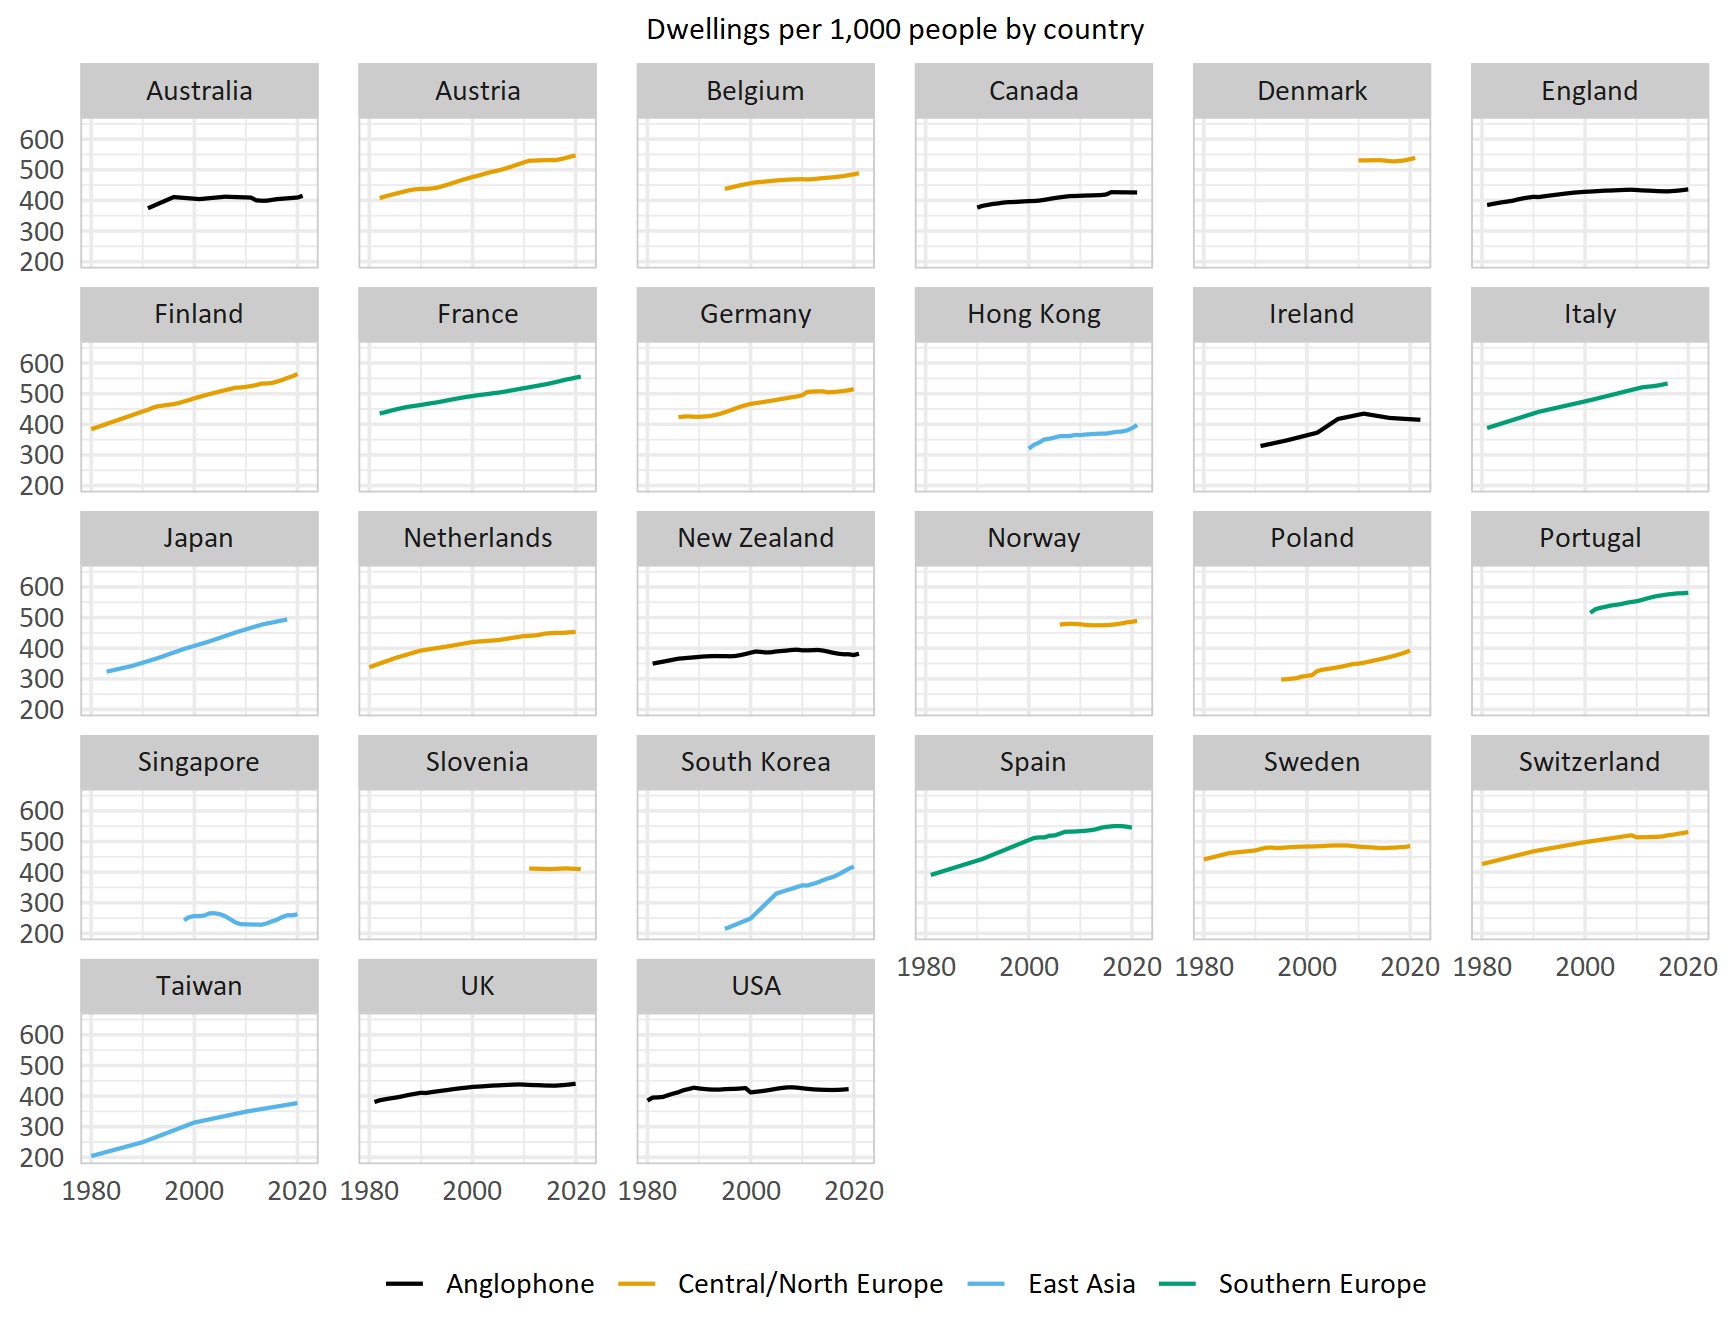 Dwellings per 1,000 people by country
Australia Austria Belgium Canada Denmark England
600
500
400
300
200
Finland France Germany Hong Kong Ireland Italy
600
500
400
300
200
Japan Netherlands New Zealand Norway Poland Portugal
600
500
400
300
200
Singapore Slovenia South Korea Spain Sweden Switzerland
600
500
400
300
200
1980 2000 2020 1980 2000 2020 1980 2000 2020
Taiwan UK USA
600
500
400
300
200
1980 2000 2020 1980 2000 2020 1980 2000 2020
Anglophone Central/North Europe East Asia Southern Europe